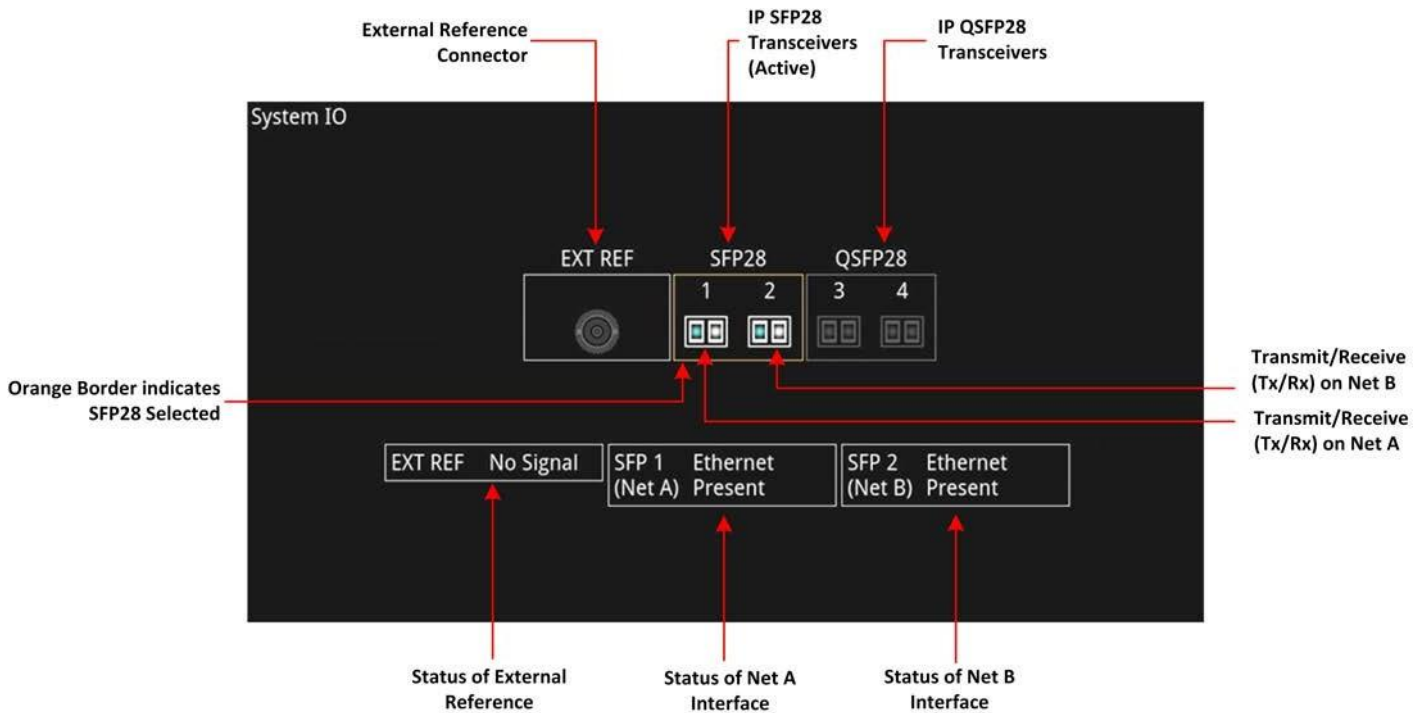 External Reference
Connector
IP SFP28
Transceivers
(Active)
IP QSFP28
Transceivers
System IO
EXT REF
SFP28
QSFP28
1
2
3
4
Orange Border indicates
SFP28 Selected
Transmit/Receive
(Tx/Rx) on Net B
Transmit/Receive
(Tx/Rx) on Net A
EXT REF No Signal
SFP 1 Ethernet
(Net A) Present
SFP 2 Ethernet
(Net B) Present
Status of External
Reference
Status of Net A
Interface
Status of Net B
Interface